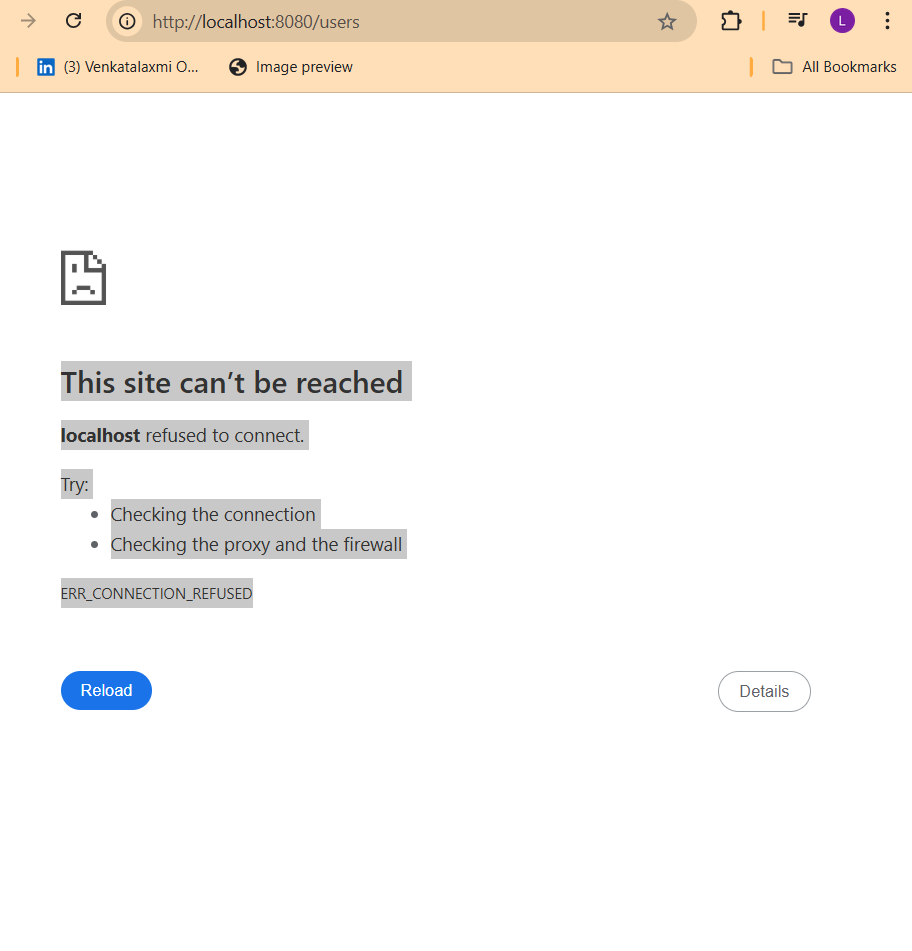 http://localhost:8080/users
L
in (3) Venkatalaxmi O...
Image preview
All Bookmarks
This site can’t be reached
localhost refused to connect.
Try:
Checking the connection
Checking the proxy and the firewall
ERR_CONNECTION_REFUSED
Reload
Details